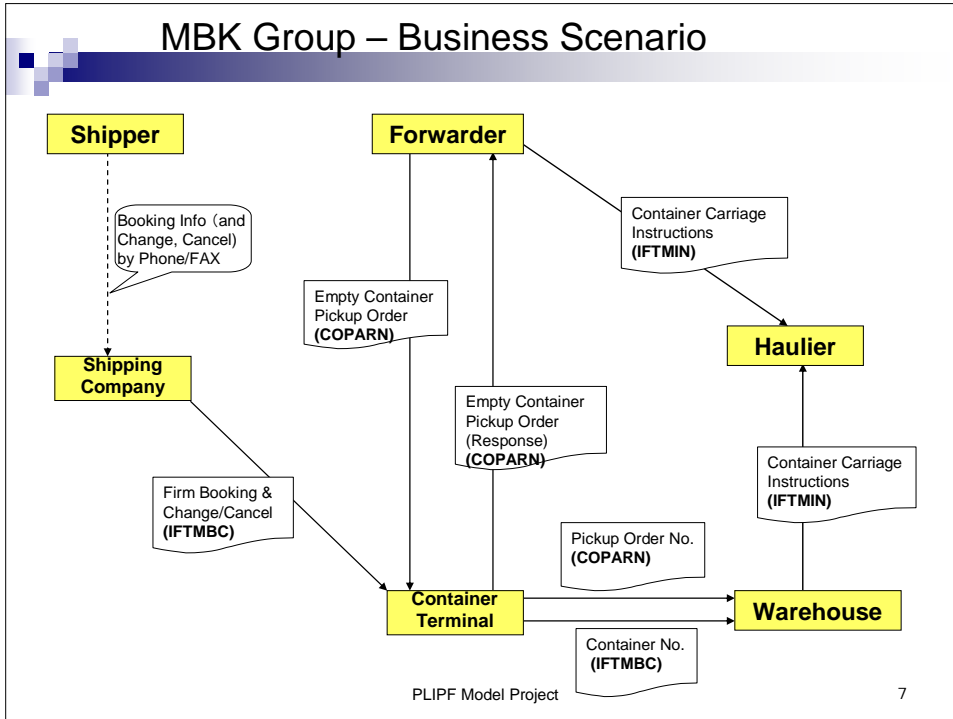 MBK Group – Business Scenario
Shipper
Forwarder
Booking Info (and
Change, Cancel)
by Phone/FAX
Container Carriage
Instructions
(IFTMIN)
Empty Container
Pickup Order
(COPARN)
Haulier
Shipping
Company
Empty Container
Pickup Order
(Response)
(COPARN)
Container Carriage
Instructions
(IFTMIN)
Firm Booking &
Change/Cancel
(IFTMBC)
Pickup Order No.
(COPARN)
Container
Terminal
Warehouse
Container No.
(IFTMBC)
PLIPF Model Project
7